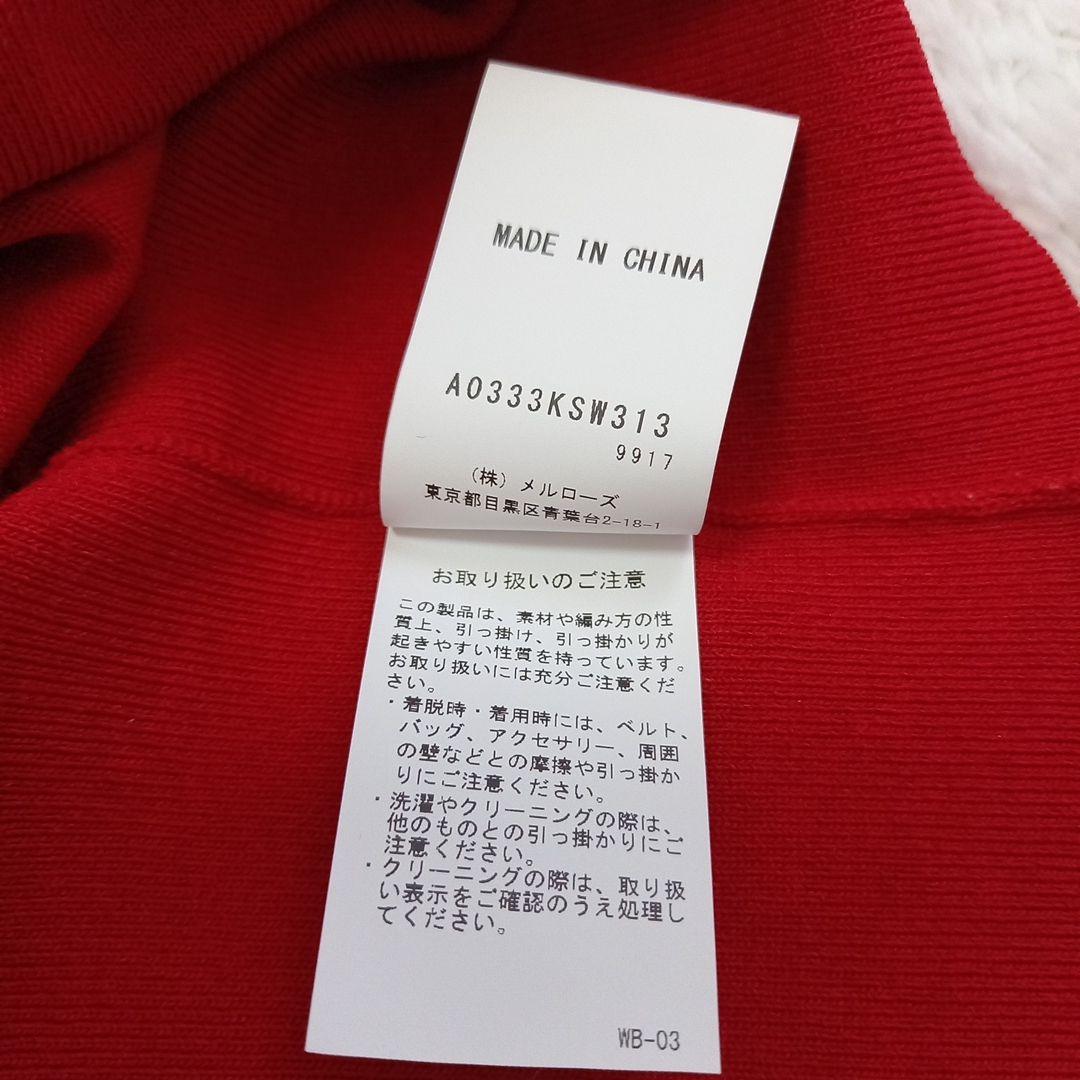 MADE IN CHINA
A0333KSW313
9917
(株) メルローズ
東京都目黒区青葉台2-18-1
お取り扱いのご注意
この製品は、素材や編み方の性
質上、引っ掛け、引っ掛かりが
起きやすい性質を持っています。
お取り扱いには充分ご注意くだ
さい。
・着脱時・着用時には、ベルト、
バッグ、アクセサリー、周囲
の壁などとの摩擦や引っ掛か
りにご注意ください。
・洗濯やクリーニングの際は、
他のものとの引っ掛かりにご
注意ください。
・クリーニングの際は、取り扱
い表示をご確認のうえ処理し
てください。
WB-03